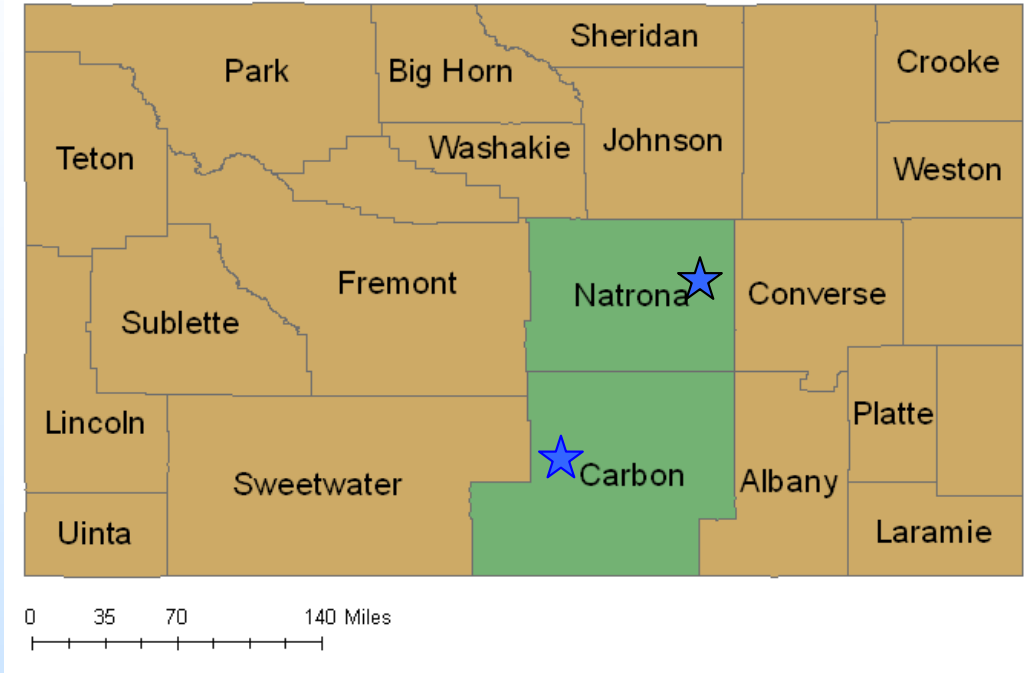 Sheridan
Park
Big Horn
Crooke
Teton
Washakie
Johnson
Weston
Fremont
Natrona
Converse
Sublette
Lincoln
Platte
Sweetwater
Carbon
Albany
Uinta
Laramie
0 35 70 140 Miles